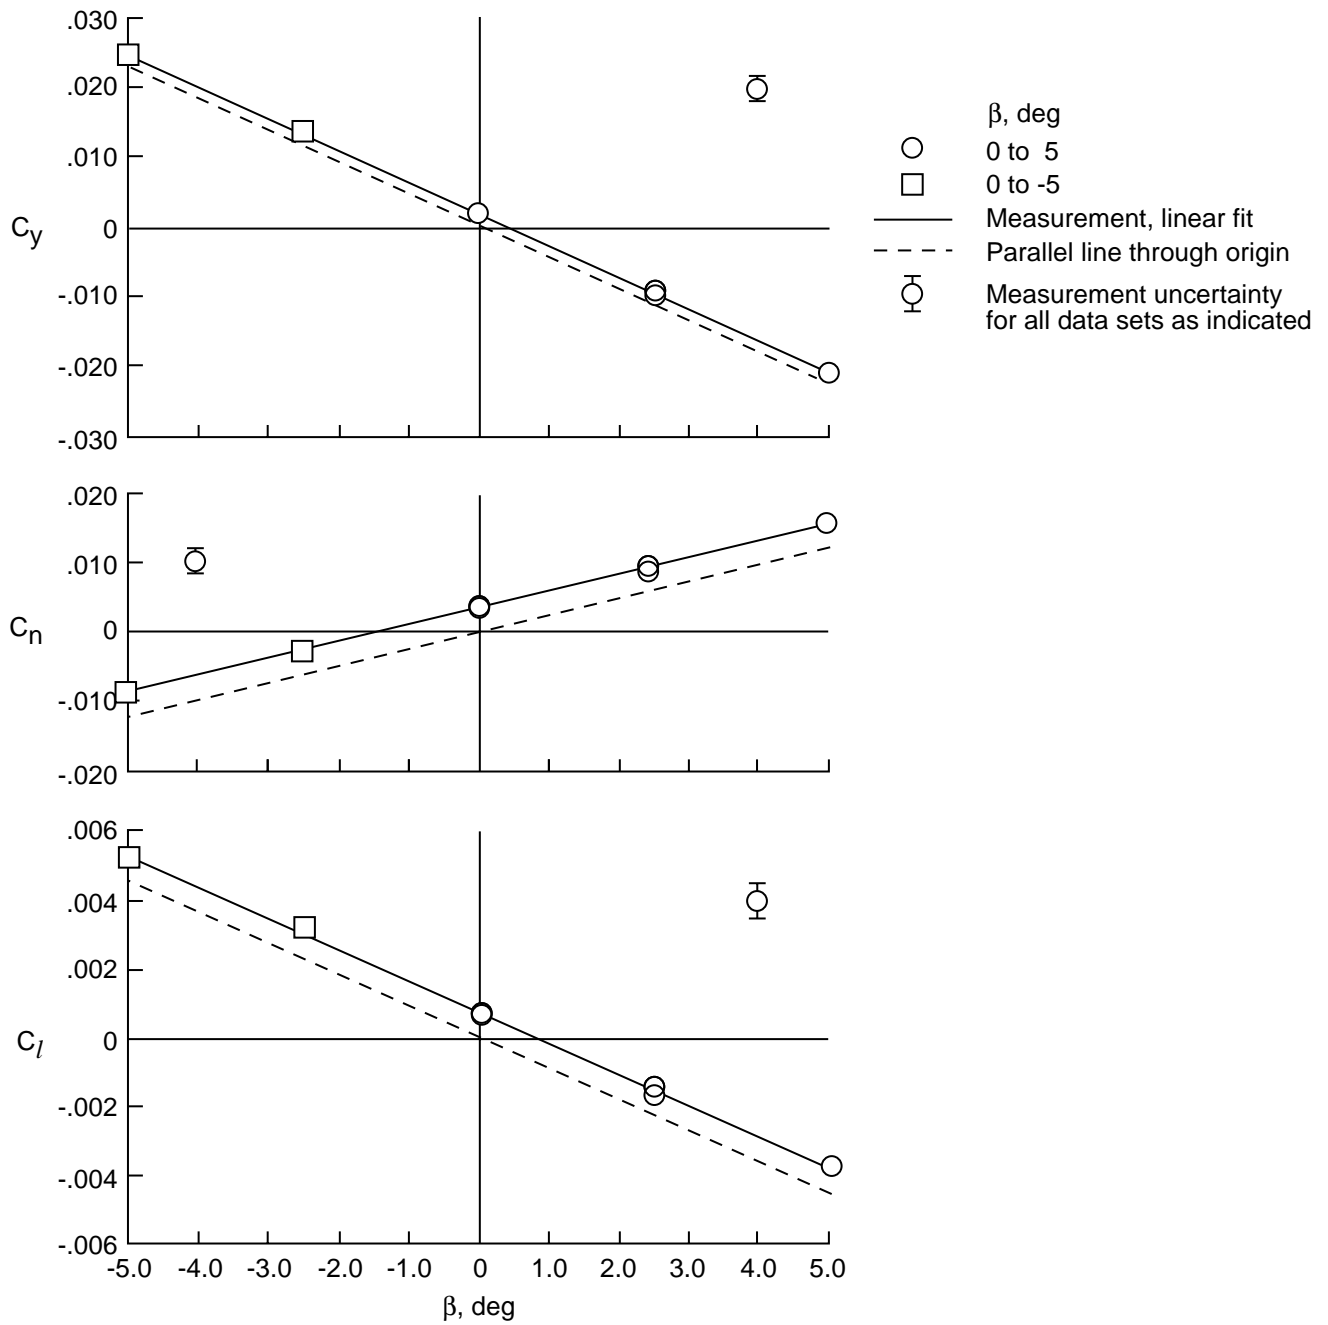 .030
.020
.010
0
-.010
-.020
-.030
Cy
β, deg
0 to 5
0 to -5
Measurement, linear fit
Parallel line through origin
Measurement uncertainty
for all data sets as indicated
.020
.010
0
-.010
-.020
Cn
.006
.004
.002
0
-.002
-.004
-.006
Cl
-5.0 -4.0 -3.0 -2.0 -1.0 0 1.0 2.0 3.0 4.0 5.0
β, deg